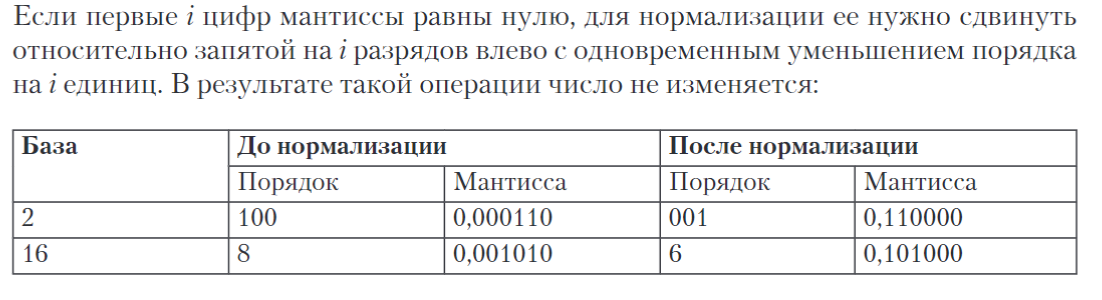 Если первые i цифр мантиссы равны нулю, для нормализации ее нужно сдвинуть
относительно запятой на i разрядов влево с одновременным уменьшением порядка
на i единиц. В результате такой операции число не изменяется:
База До нормализации После нормализации
Порядок Мантисса Порядок Мантисса
2 100 0,000110 001 0,110000
16 8 0,001010 6 0,101000